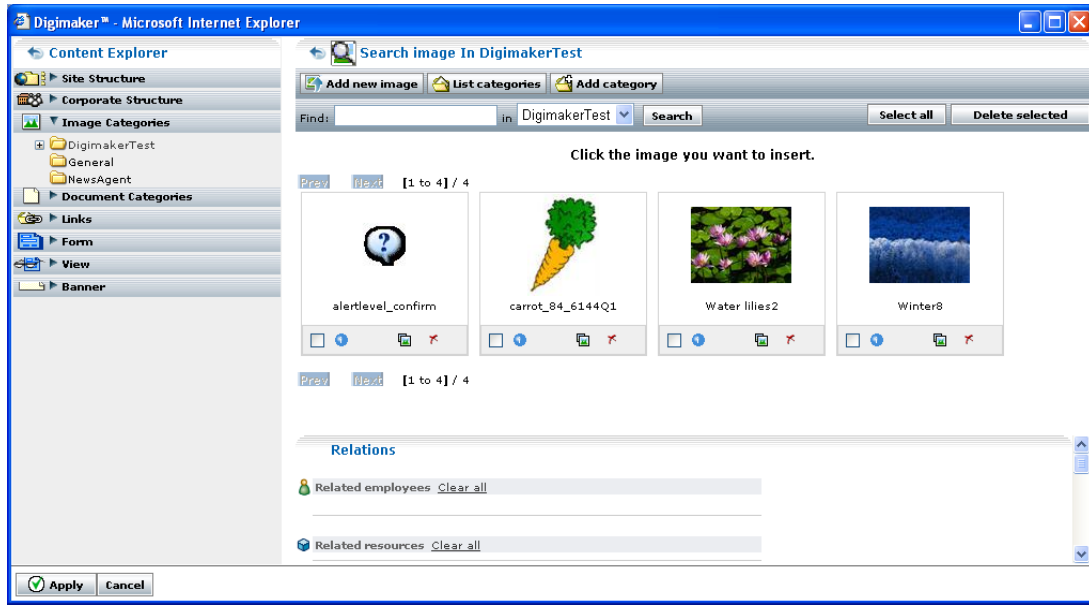 Digimaker™ - Microsoft Internet Explorer
Content Explorer
Site Structure
Corporate Structure
Image Categories
DigimakerTest
General
NewsAgent
Document Categories
Links
Form
View
Banner
Search image In DigimakerTest
Add new image List categories Add category
Find: in DigimakerTest Search Select all Delete selected
Click the image you want to insert.
Prev Next [1 to 4] / 4
alertlevel_confirm carrot_84_6144Q1 Water lilies2 Winter8
Prev Next [1 to 4] / 4
Relations
Related employees Clear all
Related resources Clear all
Apply Cancel